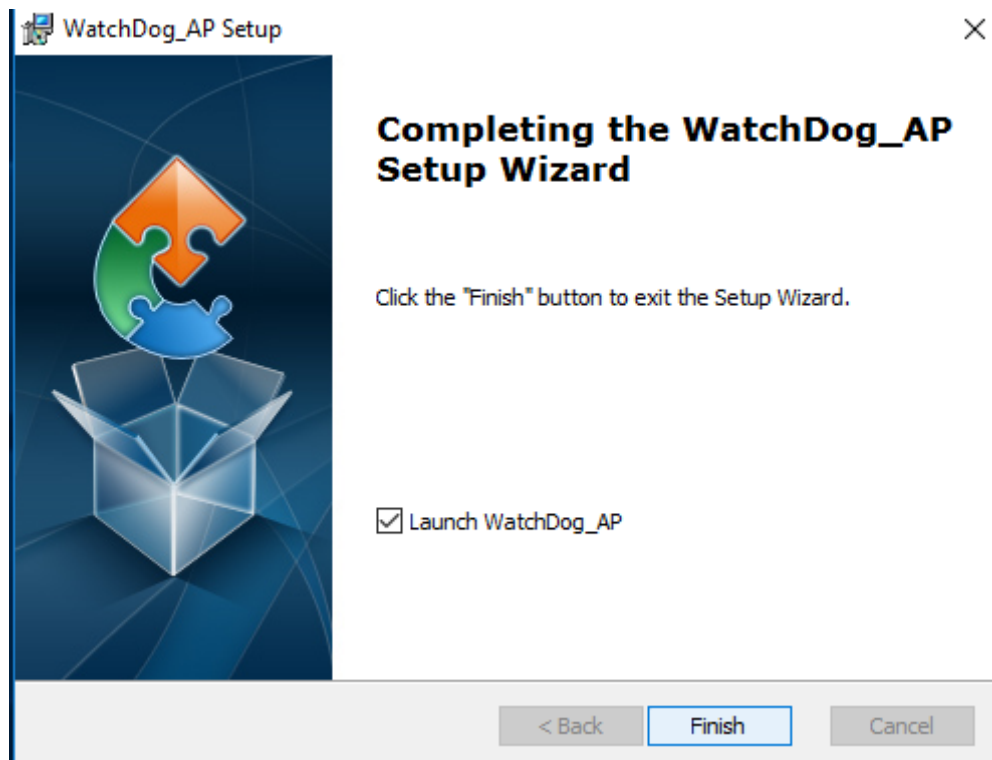 WatchDog_AP Setup
Completing the WatchDog_AP
Setup Wizard
Click the "Finish" button to exit the Setup Wizard.
Launch WatchDog_AP
< Back
Finish
Cancel